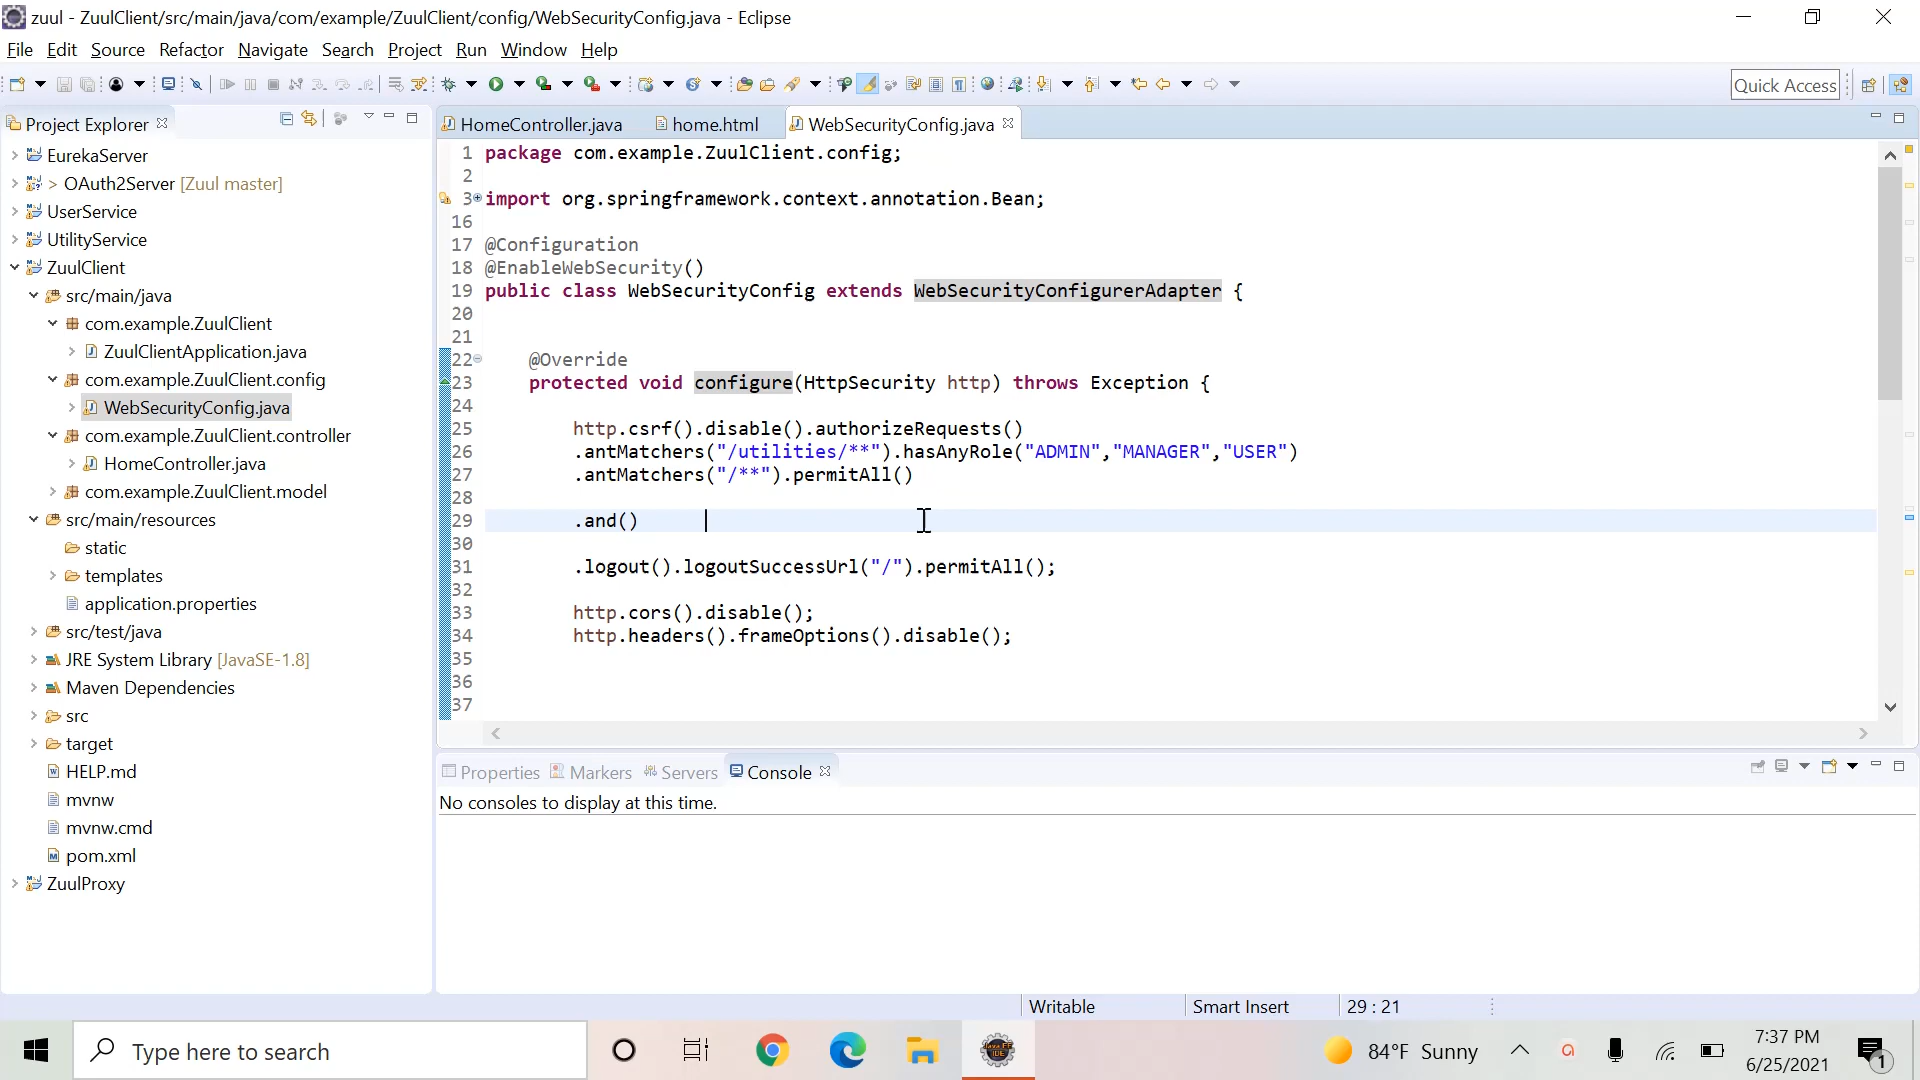 zuul - ZuulClient/src/main/java/com/example/ZuulClient/config/WebSecurityConfig.java - Eclipse
File Edit Source Refactor Navigate Search Project Run Window Help
Quick Access
Project Explorer
HomeController.java home.html WebSecurityConfig.java
EurekaServer
> OAuth2Server [Zuul master]
UserService
UtilityService
ZuulClient
src/main/java
com.example.ZuulClient
ZuulClientApplication.java
com.example.ZuulClient.config
WebSecurityConfig.java
com.example.ZuulClient.controller
HomeController.java
com.example.ZuulClient.model
src/main/resources
static
templates
application.properties
src/test/java
JRE System Library [JavaSE-1.8]
Maven Dependencies
src
target
HELP.md
mvnw
mvnw.cmd
pom.xml
ZuulProxy
1 package com.example.ZuulClient.config;
2
3 import org.springframework.context.annotation.Bean;
16
17 @Configuration
18 @EnableWebSecurity()
19 public class WebSecurityConfig extends WebSecurityConfigurerAdapter {
20
21
22 @Override
23 protected void configure(HttpSecurity http) throws Exception {
24
25 http.csrf().disable().authorizeRequests()
26 .antMatchers("/utilities/**").hasAnyRole("ADMIN","MANAGER","USER")
27 .antMatchers("/**").permitAll()
28
29 .and()
30
31 .logout().logoutSuccessUrl("/").permitAll();
32
33 http.cors().disable();
34 http.headers().frameOptions().disable();
35
36
37
Properties Markers Servers Console
No consoles to display at this time.
Writable Smart Insert 29 : 21
Type here to search
84°F Sunny
7:37 PM
6/25/2021
1